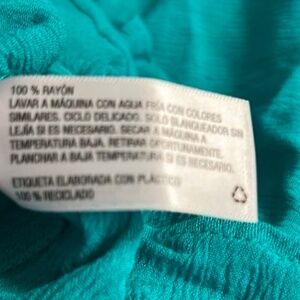 100 % RAYÓN
LAVAR A MÁQUINA CON AGUA FRÍA CON COLORES
SIMILARES. CICLO DELICADO. SOLO BLANQUEADOR SIN
LEJÍA SI ES NECESARIO. SECAR A MÁQUINA A
TEMPERATURA BAJA. RETIRAR OPORTUNAMENTE.
PLANCHAR A BAJA TEMPERATURA SI ES NECESARIO.
ETIQUETA ELABORADA CON PLÁSTICO
100 % RECICLADO